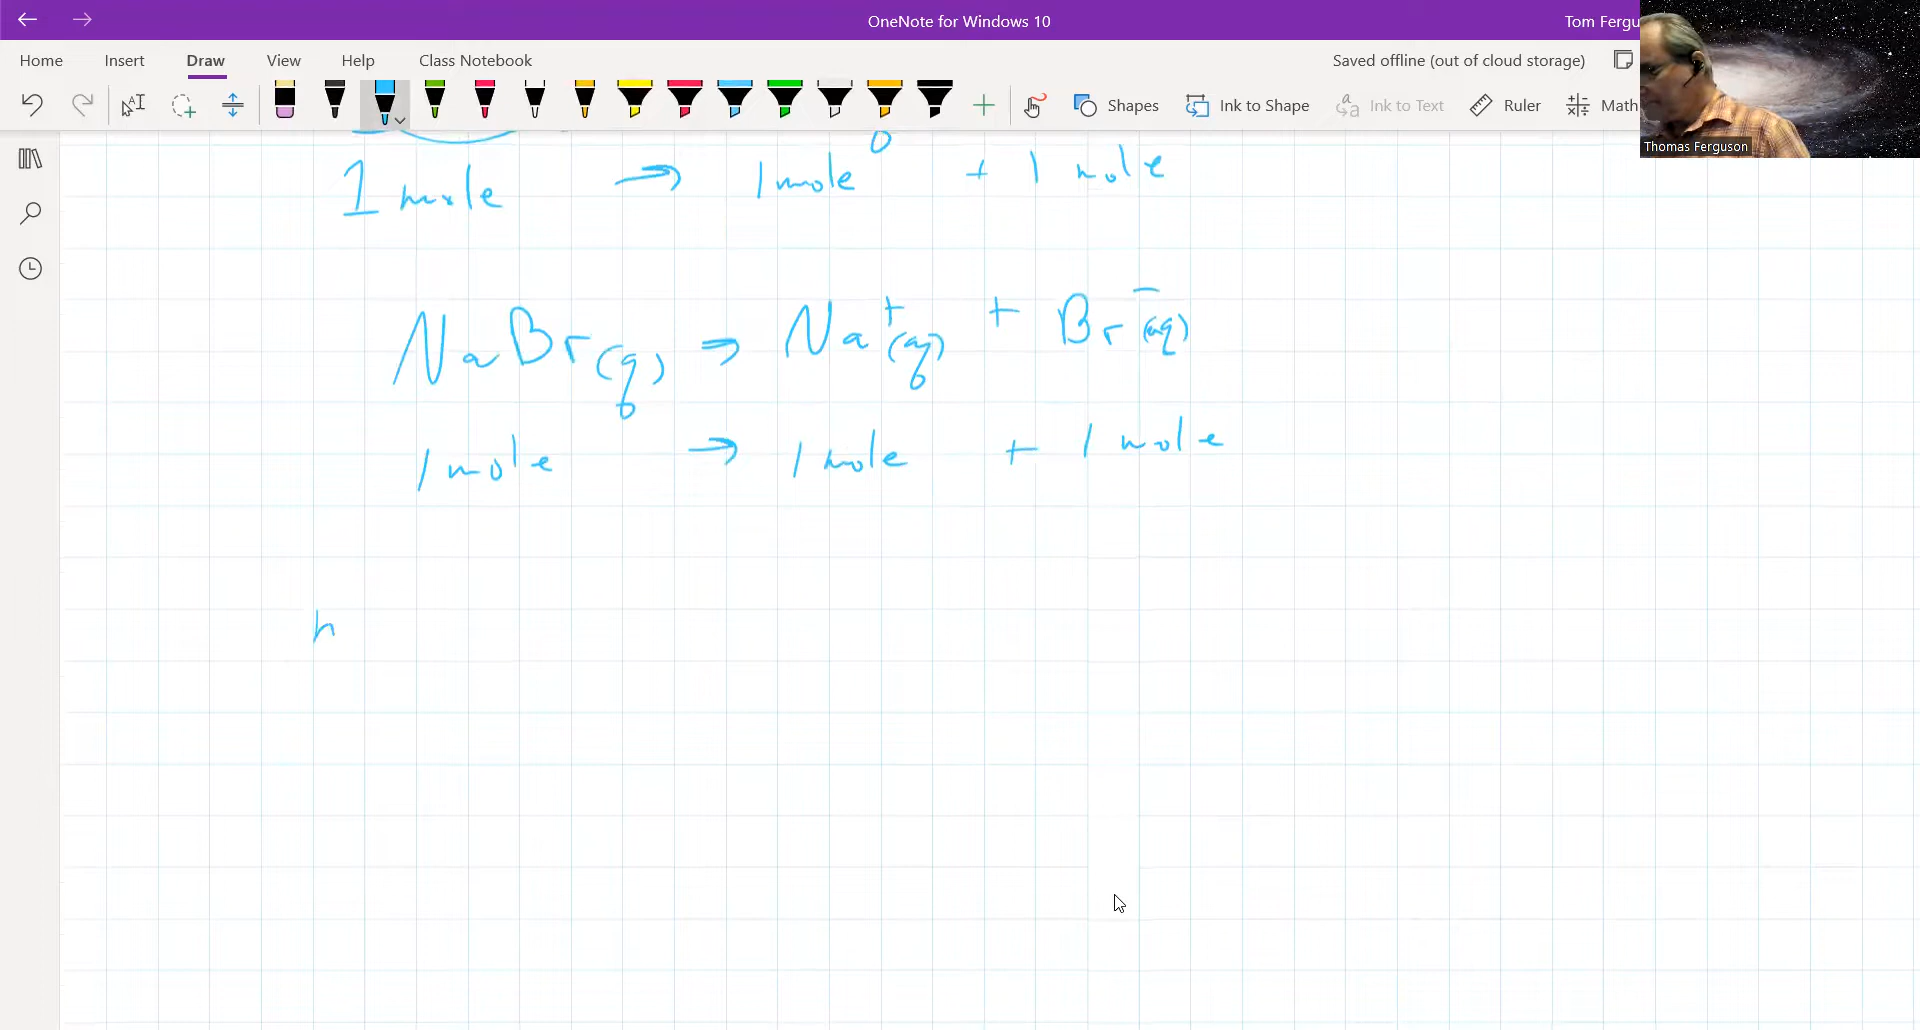 OneNote for Windows 10
Tom Fergu
Home Insert Draw View Help Class Notebook
Saved offline (out of cloud storage)
Shapes Ink to Shape Ink to Text Ruler Math
Thomas Ferguson
1 mole → 1 mole + 1 mole
NaBr(q) → Na+(aq) + Br−(aq)
1 mole → 1 mole + 1 mole
h